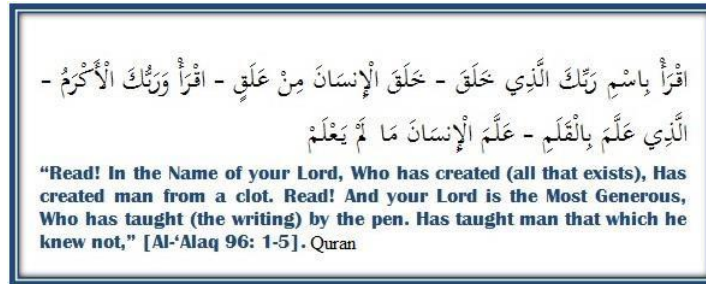 اقْرَأْ بِاسْمِ رَبِّكَ الَّذِي خَلَقَ - خَلَقَ الْإِنسَانَ مِنْ عَلَقٍ - اقْرَأْ وَرَبُّكَ الْأَكْرَمُ -
الَّذِي عَلَّمَ بِالْقَلَمِ - عَلَّمَ الْإِنسَانَ مَا لَمْ يَعْلَمْ
“Read! In the Name of your Lord, Who has created (all that exists), Has
created man from a clot. Read! And your Lord is the Most Generous,
Who has taught (the writing) by the pen. Has taught man that which he
knew not,” [Al-‘Alaq 96: 1-5]. Quran